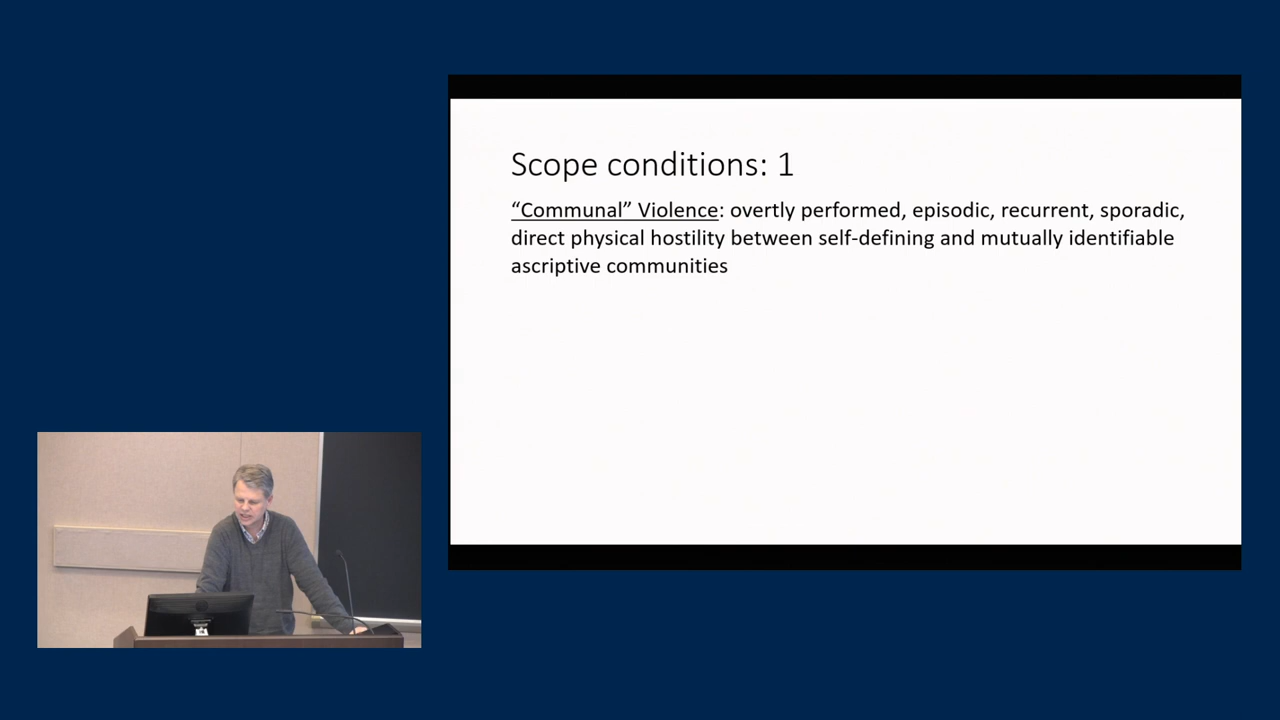 Scope conditions: 1
“Communal” Violence: overtly performed, episodic, recurrent, sporadic,
direct physical hostility between self-defining and mutually identifiable
ascriptive communities